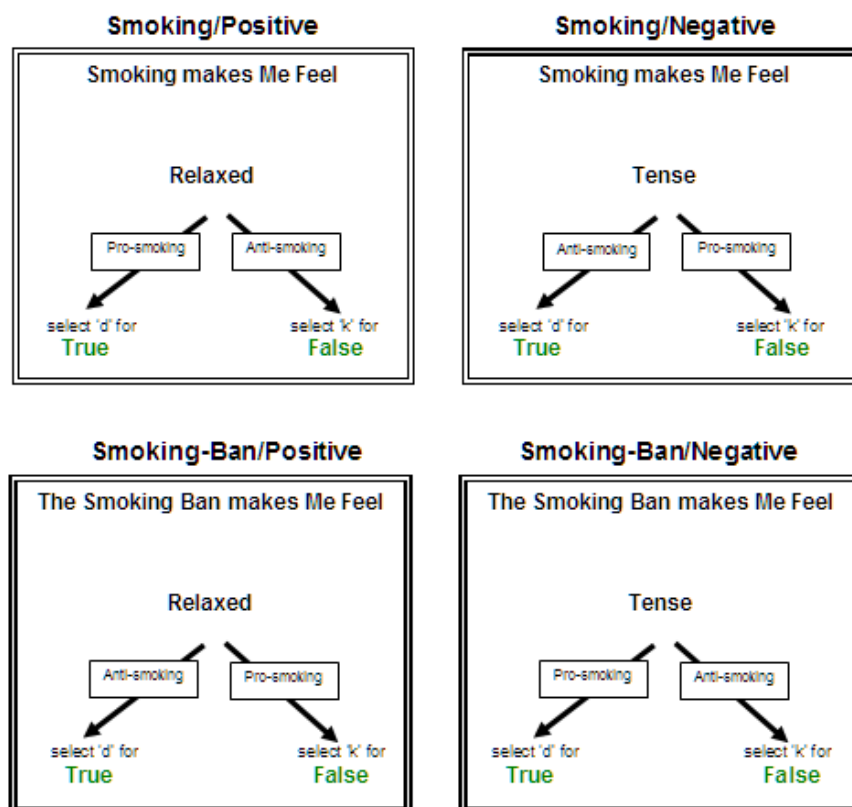 Smoking/Positive
Smoking makes Me Feel
Relaxed
Pro-smoking
Anti-smoking
select 'd' for
True
select 'k' for
False
Smoking/Negative
Smoking makes Me Feel
Tense
Anti-smoking
Pro-smoking
select 'd' for
True
select 'k' for
False
Smoking-Ban/Positive
The Smoking Ban makes Me Feel
Relaxed
Anti-smoking
Pro-smoking
select 'd' for
True
select 'k' for
False
Smoking-Ban/Negative
The Smoking Ban makes Me Feel
Tense
Pro-smoking
Anti-smoking
select 'd' for
True
select 'k' for
False